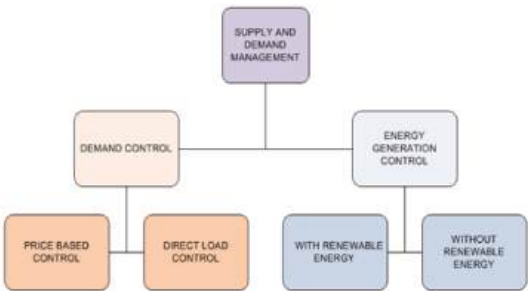 SUPPLY AND
DEMAND
MANAGEMENT
DEMAND CONTROL
ENERGY
GENERATION
CONTROL
PRICE BASED
CONTROL
DIRECT LOAD
CONTROL
WITH RENEWABLE
ENERGY
WITHOUT
RENEWABLE
ENERGY